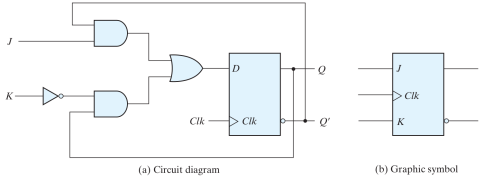 J
K
D
Q
Clk
Clk
Q'
(a) Circuit diagram
J
Clk
K
(b) Graphic symbol